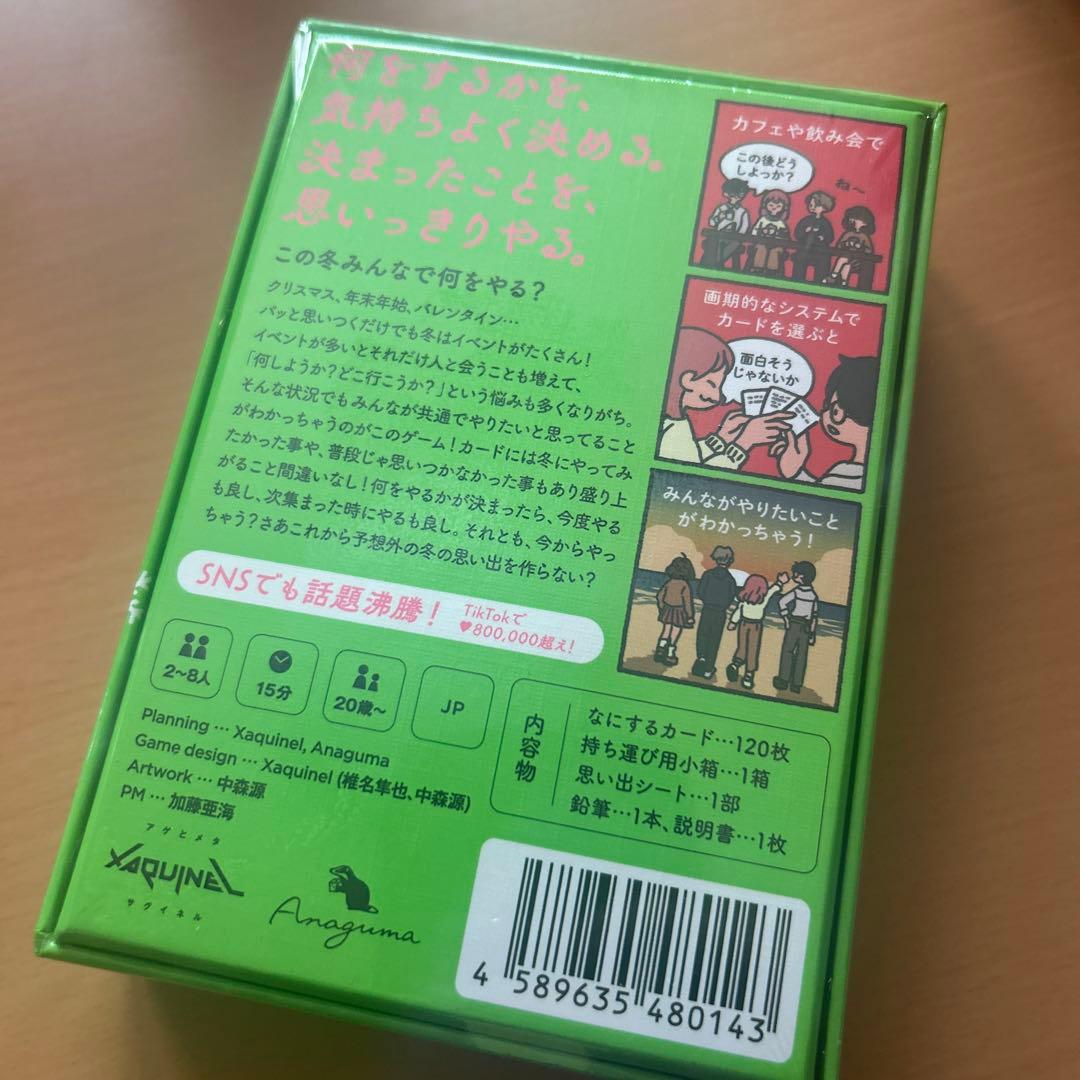 何をするかを、
気持ちよく決める。
決まったことを、
思いっきりやる。
この冬みんなで何をやる？
クリスマス、年末年始、バレンタイン…
パッと思いつくだけでも冬はイベントがたくさん！
イベントが多いとそれだけ人と会うことも増えて、
「何しようか？どこ行こうか？」という悩みも多くなりがち。
そんな状況でもみんなが共通でやりたいと思ってること
がわかっちゃうのがこのゲーム！カードには冬にやってみ
たかった事や、普段じゃ思いつかなかった事もあり盛り上
がること間違いなし！何をやるかが決まったら、今度やる
も良し、次集まった時にやるも良し。それとも、今からやっ
ちゃう？さあこれから予想外の冬の思い出を作らない？
SNSでも話題沸騰！
TikTokで
♥800,000超え！
カフェや飲み会で
この後どう
しよっか？
ね〜
画期的なシステムで
カードを選ぶと
面白そう
じゃないか
みんながやりたいこと
がわかっちゃう！
2〜8人
15分
20歳〜
JP
Planning … Xaquinel, Anaguma
Game design … Xaquinel (椎名隼也、中森源)
Artwork … 中森源
PM … 加藤亜海
アゲヒメタ
XAQUINEL
サグイネル
Anaguma
内容物
なにするカード…120枚
持ち運び用小箱…1箱
思い出シート…1部
鉛筆…1本、説明書…1枚
4 589635 480143